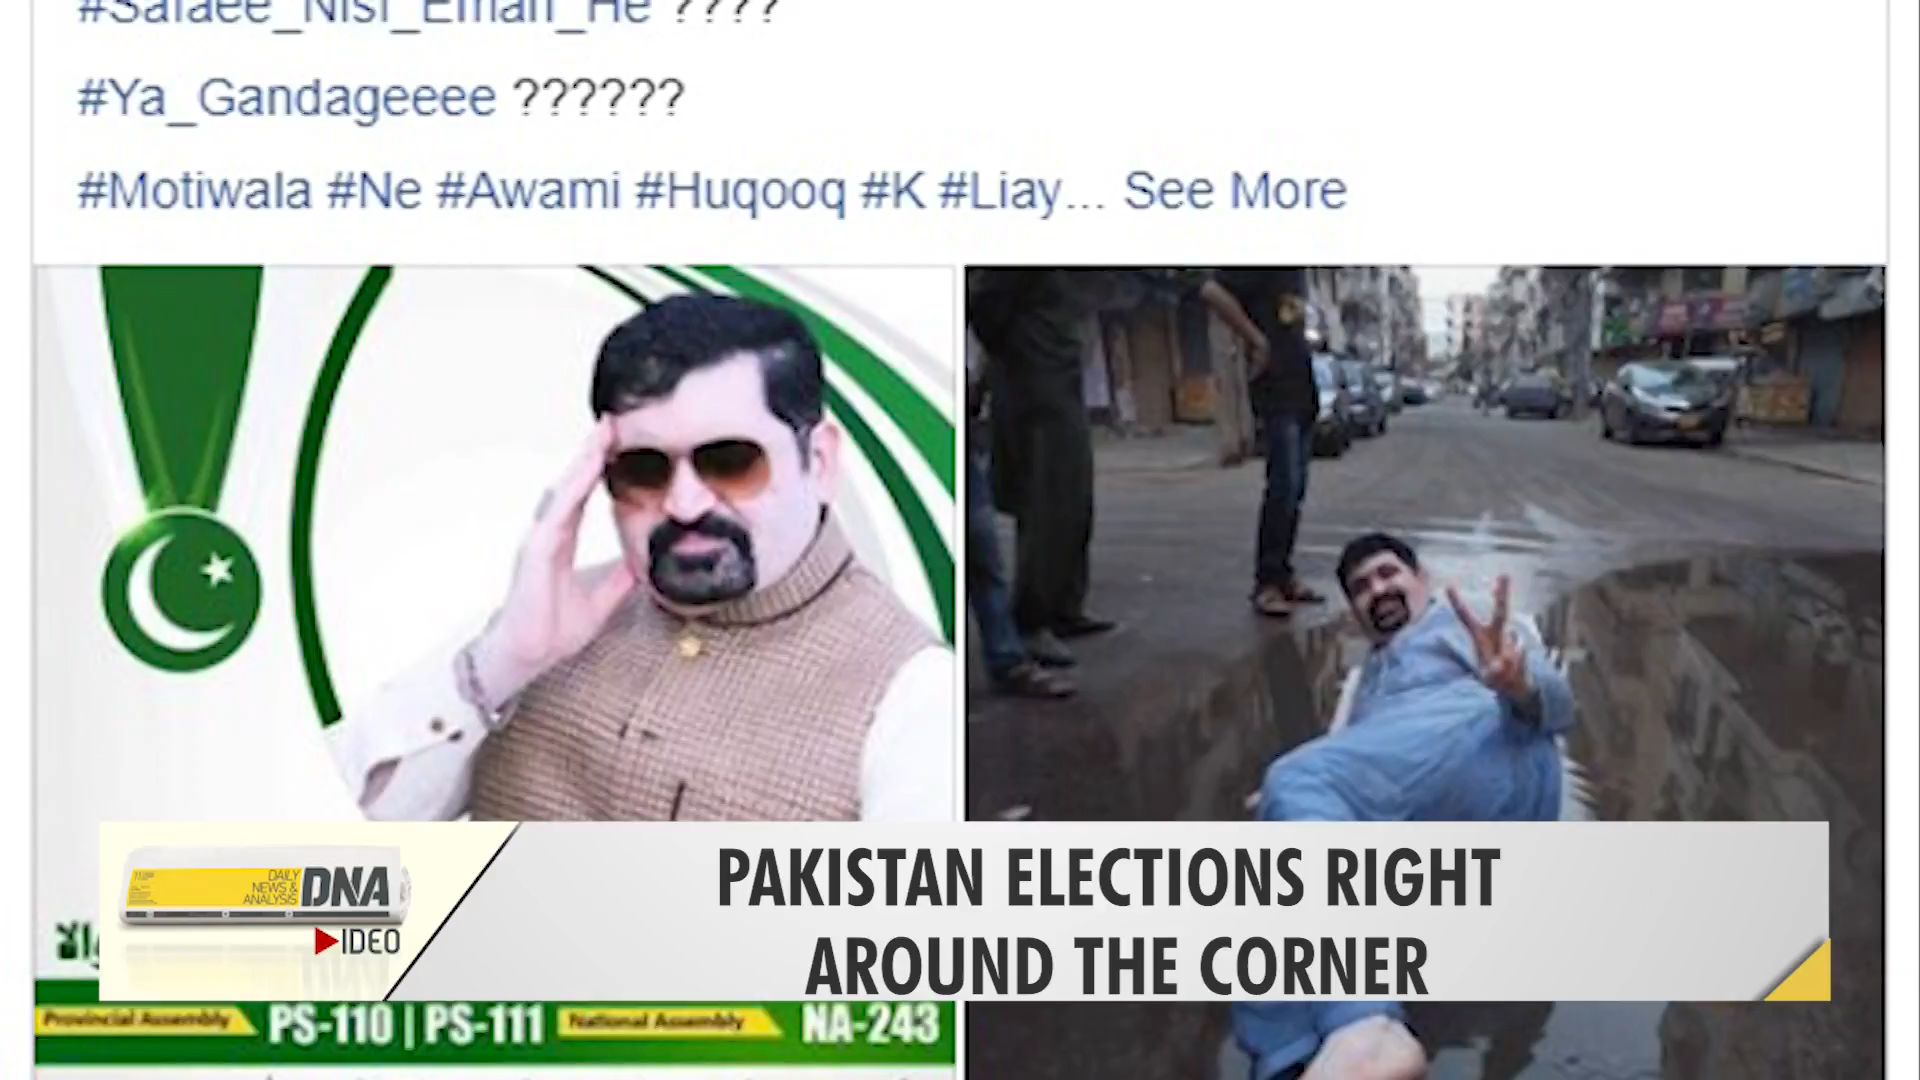 #Safaee_Nisf_Eman_He ????
#Ya_Gandageeee ??????
#Motiwala #Ne #Awami #Huqooq #K #Liay... See More
DAILY
NEWS &
ANALYSIS
DNA
IDEO
PAKISTAN ELECTIONS RIGHT
AROUND THE CORNER
Provincial Assembly PS-110 | PS-111 National Assembly NA-243